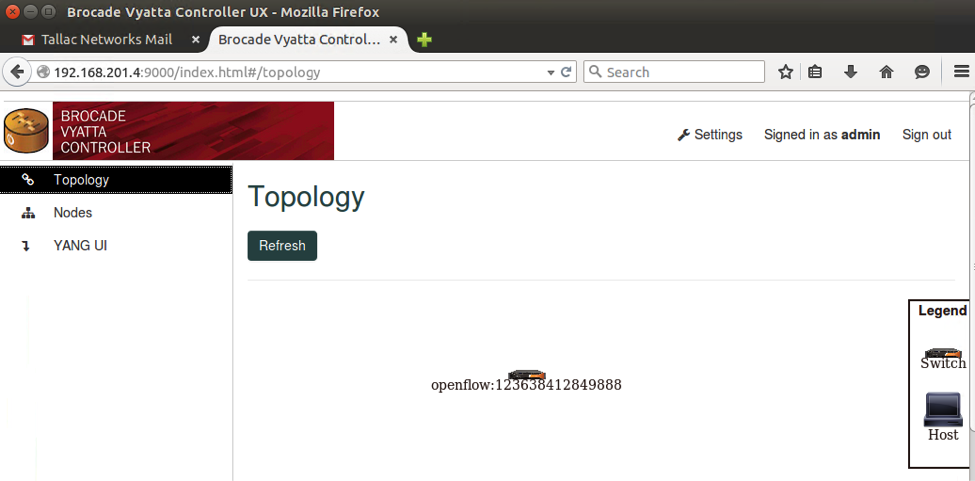 Brocade Vyatta Controller UX - Mozilla Firefox
Tallac Networks Mail
Brocade Vyatta Control...
192.168.201.4:9000/index.html#/topology
Search
BROCADE
VYATTA
CONTROLLER
Settings
Signed in as admin
Sign out
Topology
Nodes
YANG UI
Topology
Refresh
openflow:123638412849888
Legend
Switch
Host